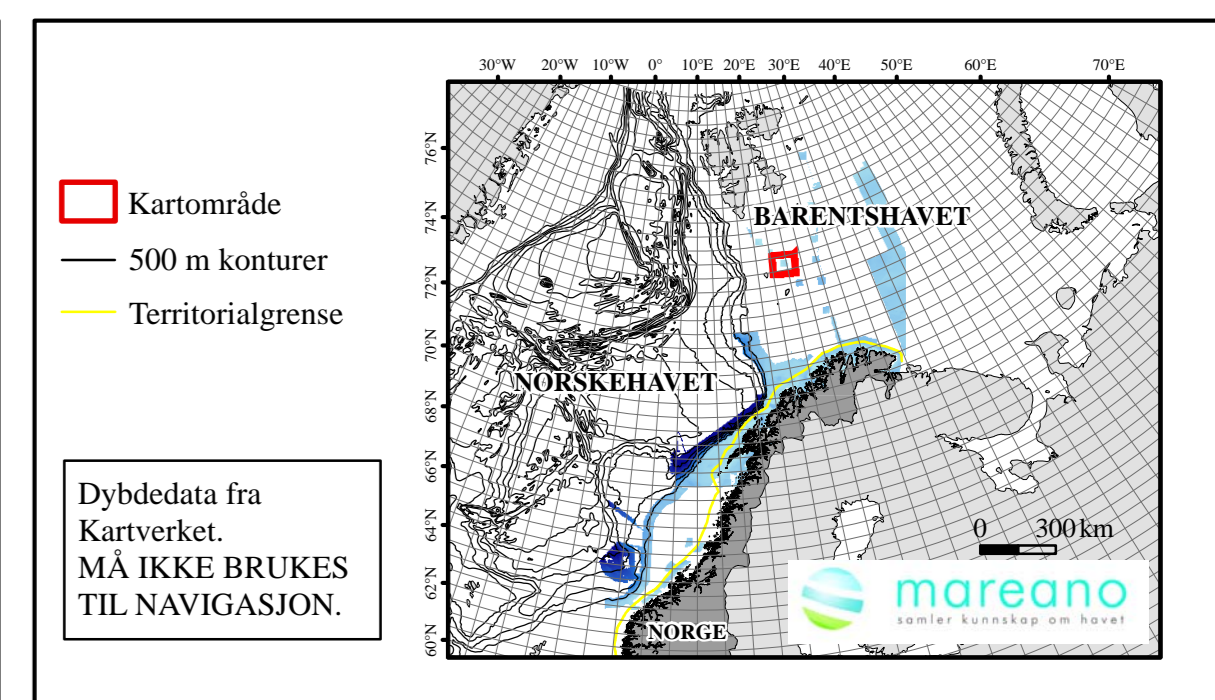 Kartområde
500 m konturer
Territorialgrense
Dybdedata fra
Kartverket.
MÅ IKKE BRUKES
TIL NAVIGASJON.
30°W 20°W 10°W 0° 10°E 20°E 30°E 40°E 50°E 60°E 70°E
76°N
74°N
72°N
70°N
68°N
66°N
64°N
62°N
60°N
BARENTSHAVET
NORSKEHAVET
NORGE
0 300 km
mareano
samler kunnskap om havet